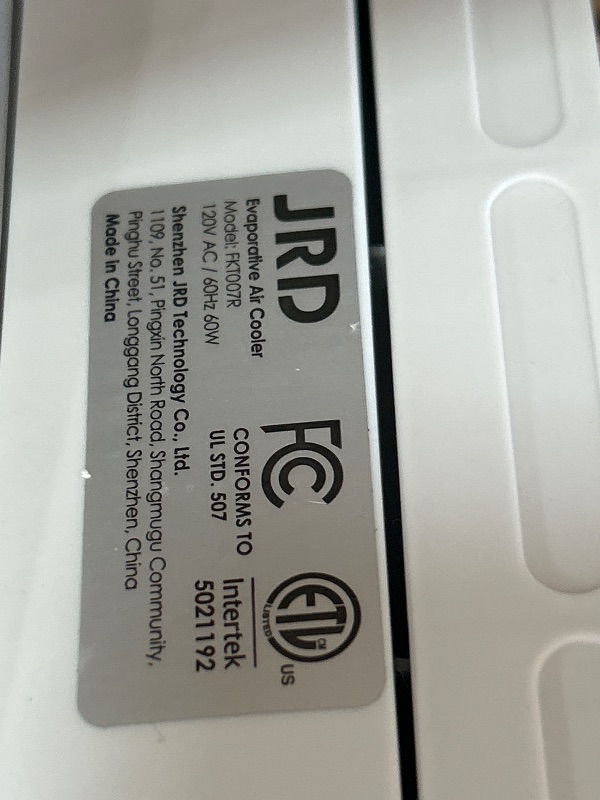 JRD
Evaporative Air Cooler
Model: FKT007R
120V AC / 60Hz 60W
FC
CONFORMS TO
UL STD. 507
ETL
CM
LISTED
US
Intertek
5021192
Shenzhen JRD Technology Co., Ltd.
1109, No. 51, Pingxin North Road, Shangmugu Community,
Pinghu Street, Longgang District, Shenzhen, China
Made in China